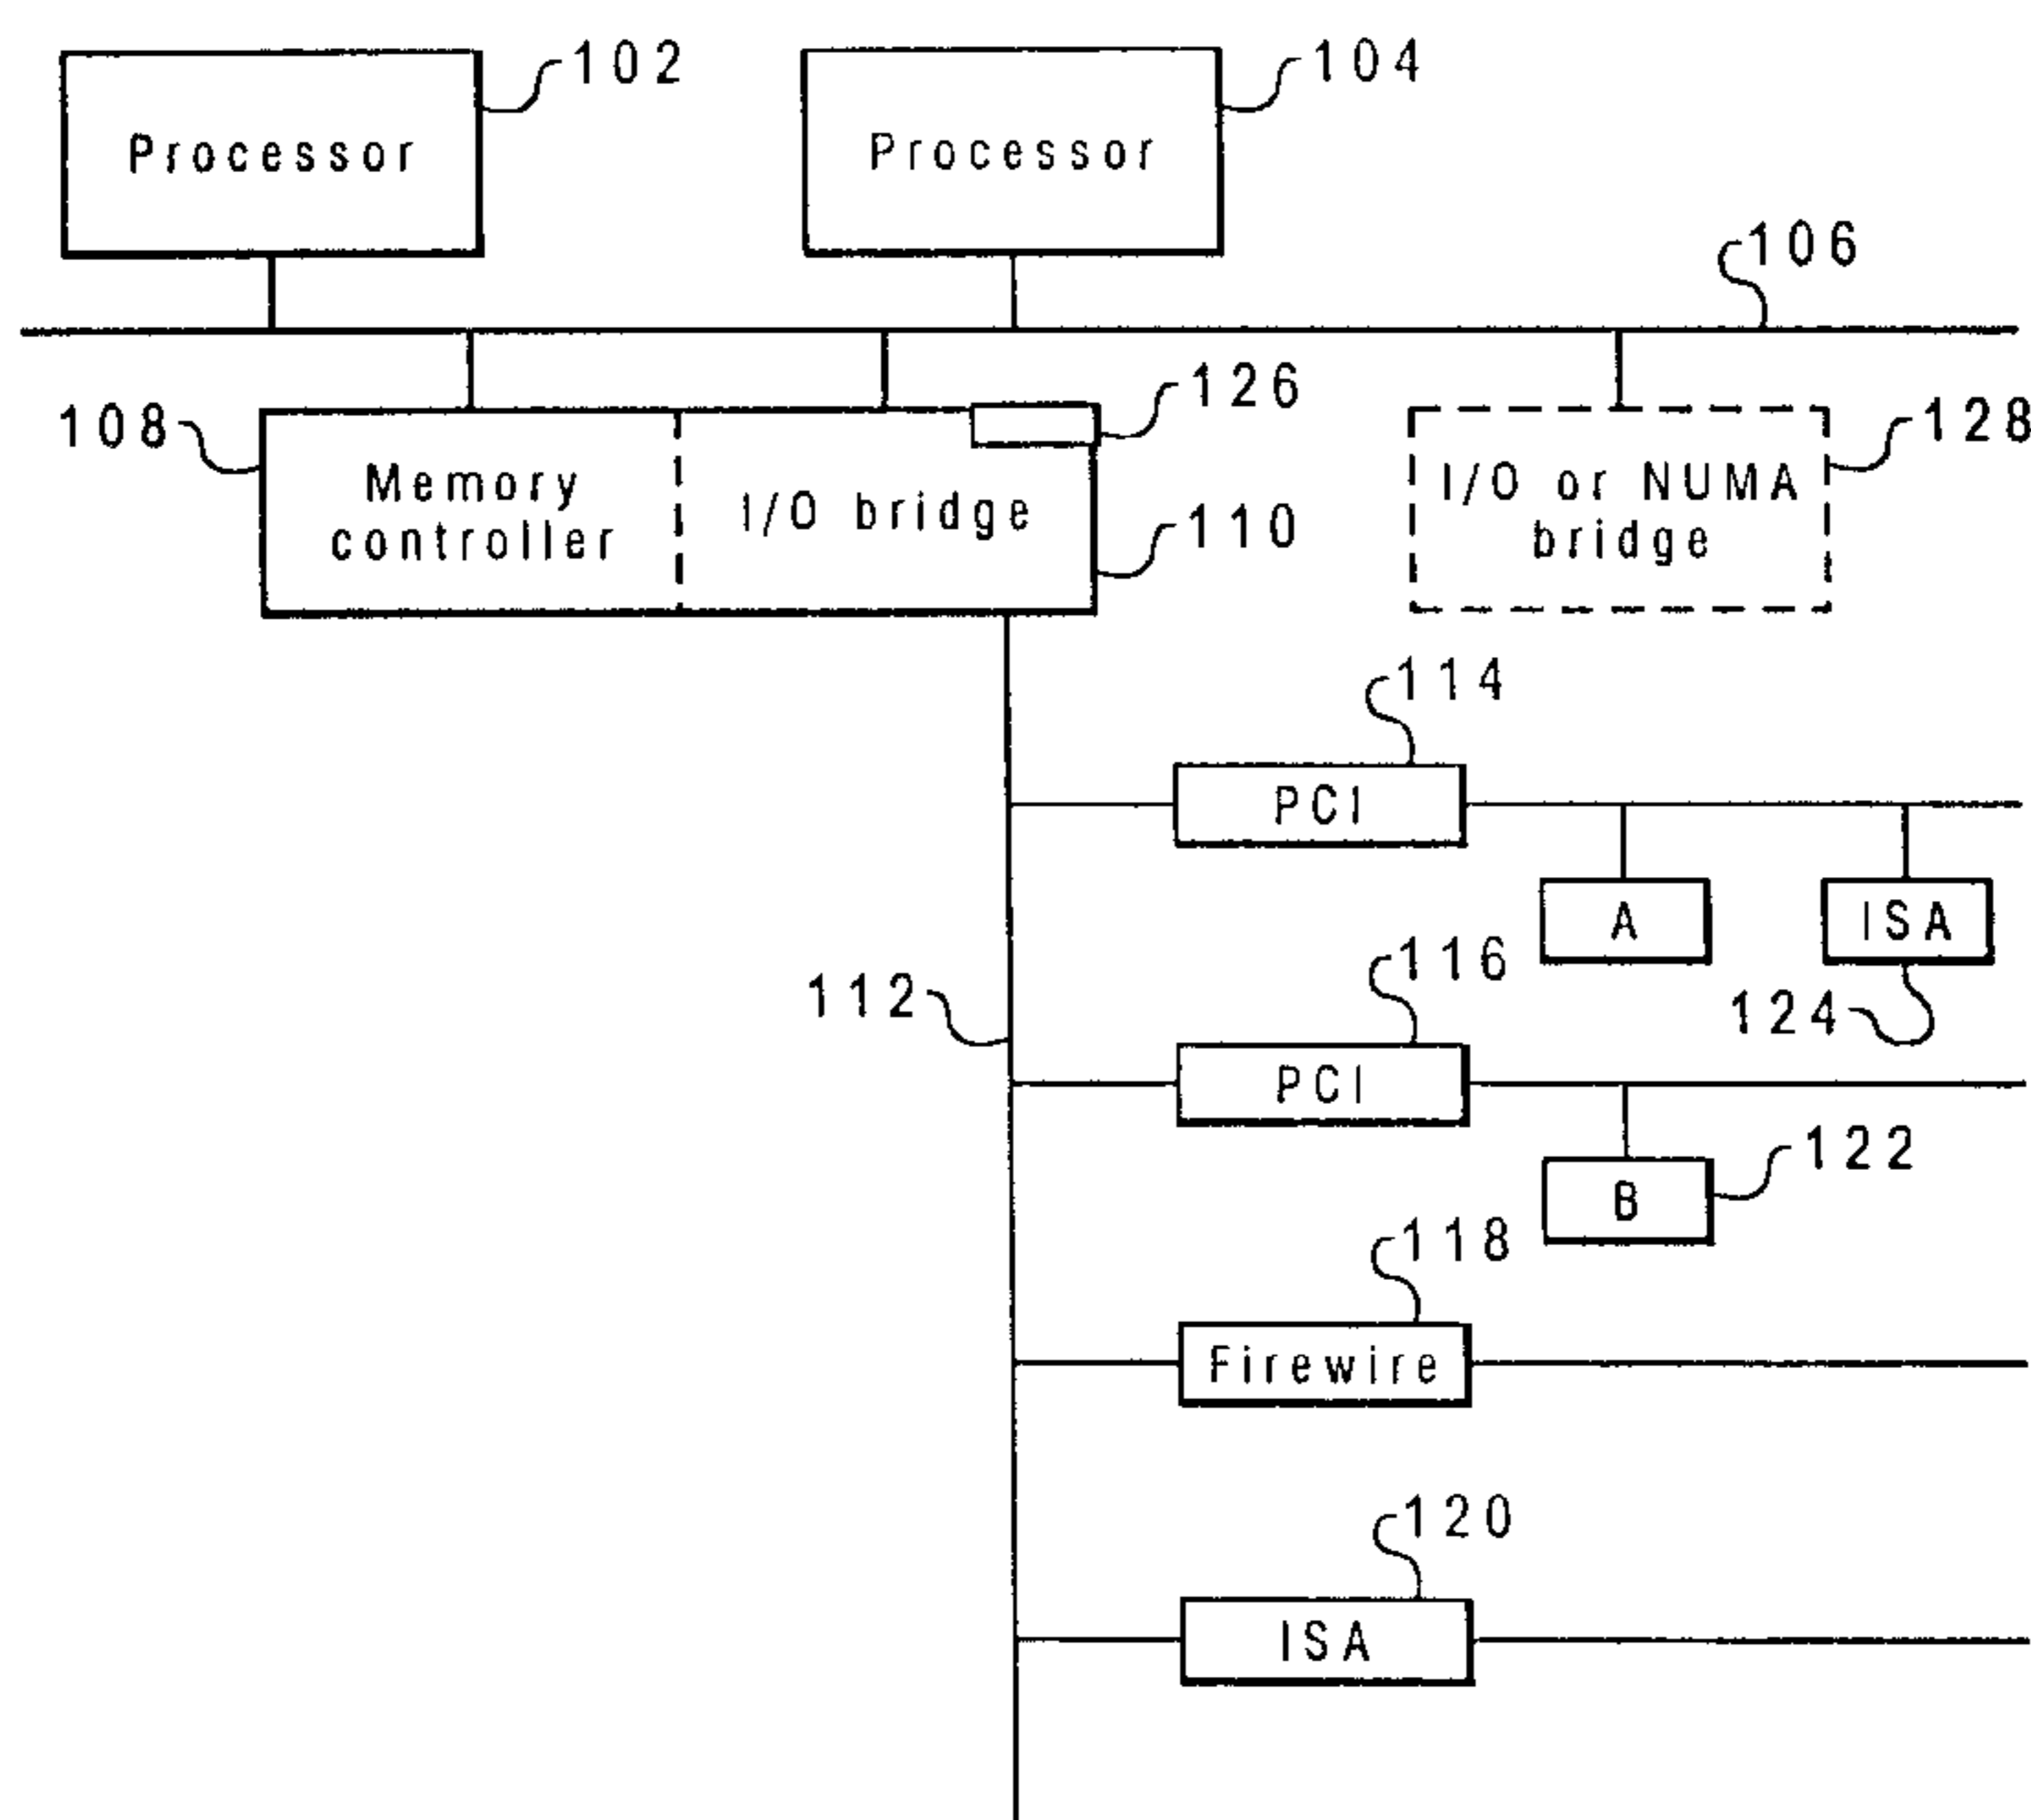 102
104
Processor
Processor
106
126
108
128
Memory
controller
I/O bridge
110
I/O or NUMA
bridge
114
PCI
A
ISA
116
112
124
PCI
122
B
118
Firewire
120
ISA